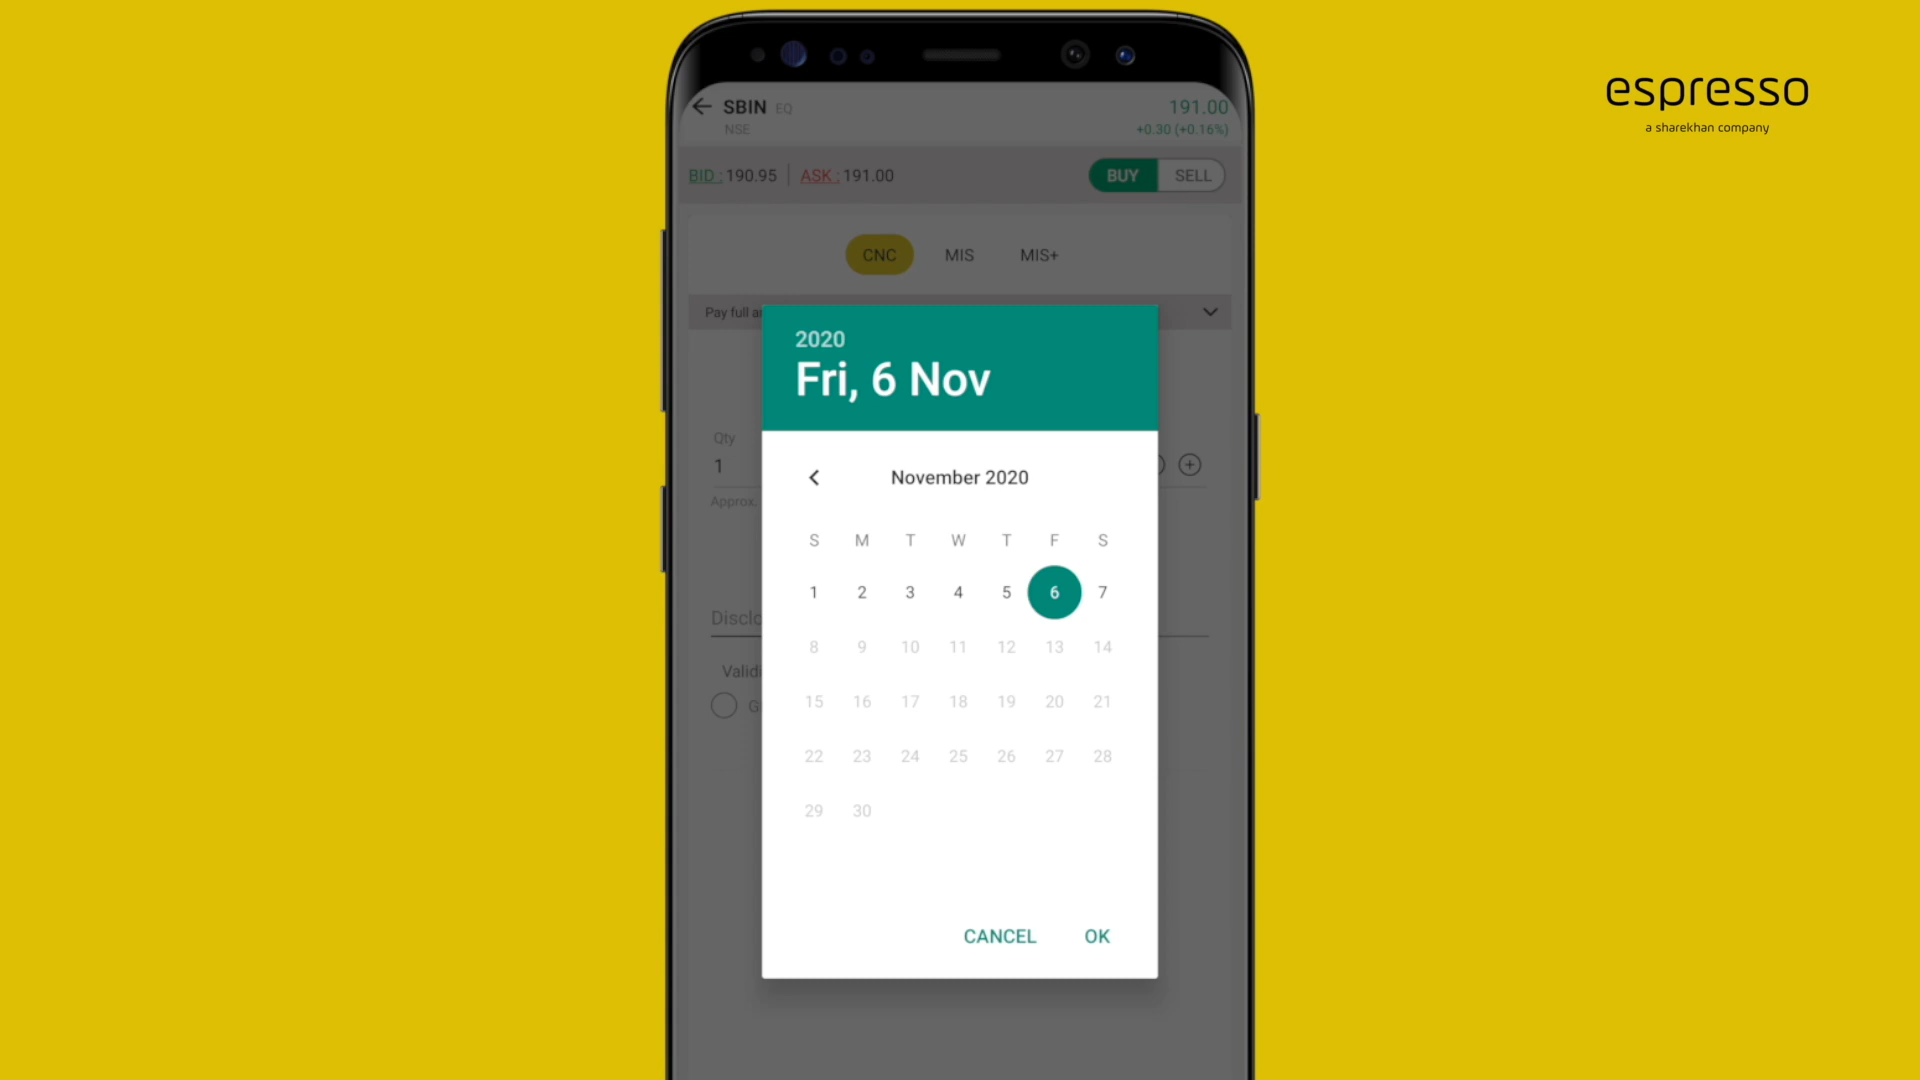 espresso
a sharekhan company
SBIN EQ
191.00
NSE
+0.30 (+0.16%)
BID : 190.95 | ASK : 191.00
BUY SELL
CNC MIS MIS+
Pay full
2020
Fri, 6 Nov
Qty
1
Approx.
November 2020
S M T W T F S
1 2 3 4 5 6 7
8 9 10 11 12 13 14
15 16 17 18 19 20 21
22 23 24 25 26 27 28
29 30
CANCEL OK